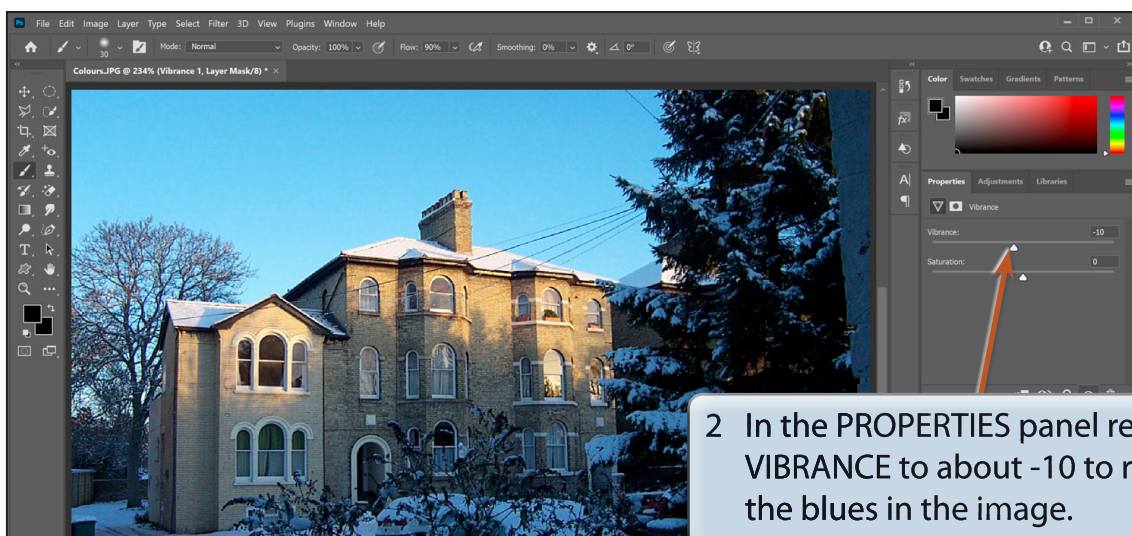 Ps File Edit Image Layer Type Select Filter 3D View Plugins Window Help
30 Mode: Normal Opacity: 100% Flow: 90% Smoothing: 0% 0°
Colours.JPG @ 234% (Vibrance 1, Layer Mask/8) * ×
Color Swatches Gradients Patterns
Properties Adjustments Libraries
Vibrance
Vibrance: -10
Saturation: 0
2 In the PROPERTIES panel re
VIBRANCE to about -10 to r
the blues in the image.